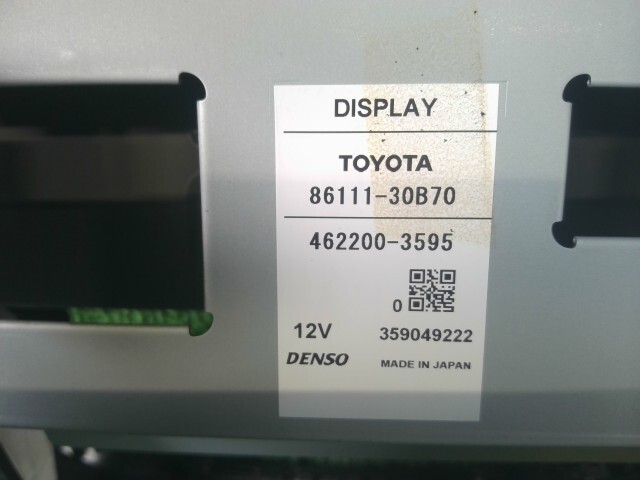 DISPLAY
TOYOTA
86111-30B70
462200-3595
0
12V 359049222
DENSO MADE IN JAPAN